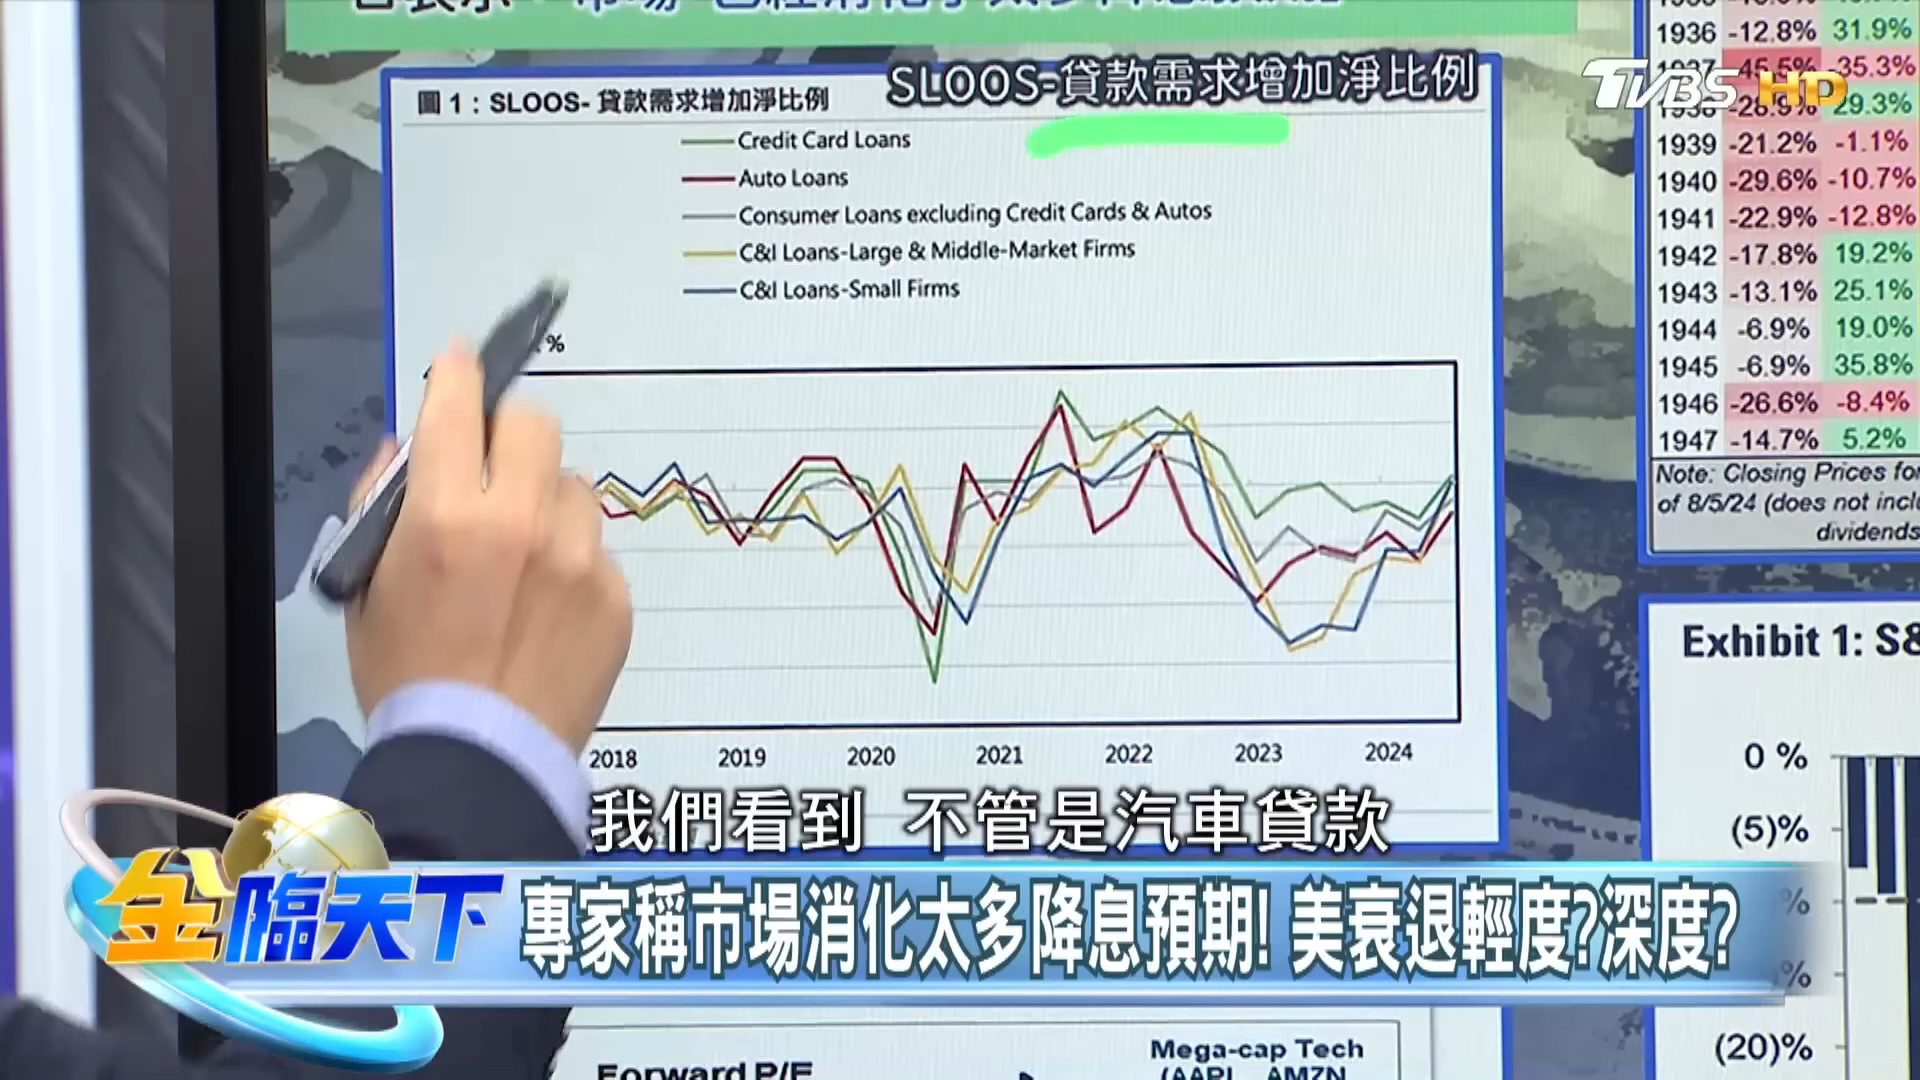 圖 1：SLOOS- 貸款需求增加淨比例
SLOOS-貸款需求增加淨比例
Credit Card Loans
Auto Loans
Consumer Loans excluding Credit Cards & Autos
C&I Loans-Large & Middle-Market Firms
C&I Loans-Small Firms
%
2018 2019 2020 2021 2022 2023 2024
TVBS HD
1936 -12.8% 31.9%
-45.5% -35.3%
1938 -28.9% 29.3%
1939 -21.2% -1.1%
1940 -29.6% -10.7%
1941 -22.9% -12.8%
1942 -17.8% 19.2%
1943 -13.1% 25.1%
1944 -6.9% 19.0%
1945 -6.9% 35.8%
1946 -26.6% -8.4%
1947 -14.7% 5.2%
Note: Closing Prices for
of 8/5/24 (does not
dividends
Exhibit 1: S&
0 %
(5)%
%
%
(20)%
我們看到 不管是汽車貸款
金臨天下
專家稱市場消化太多降息預期! 美衰退輕度?深度?
Forward P/E
Mega-cap Tech
(AAPL, AMZN